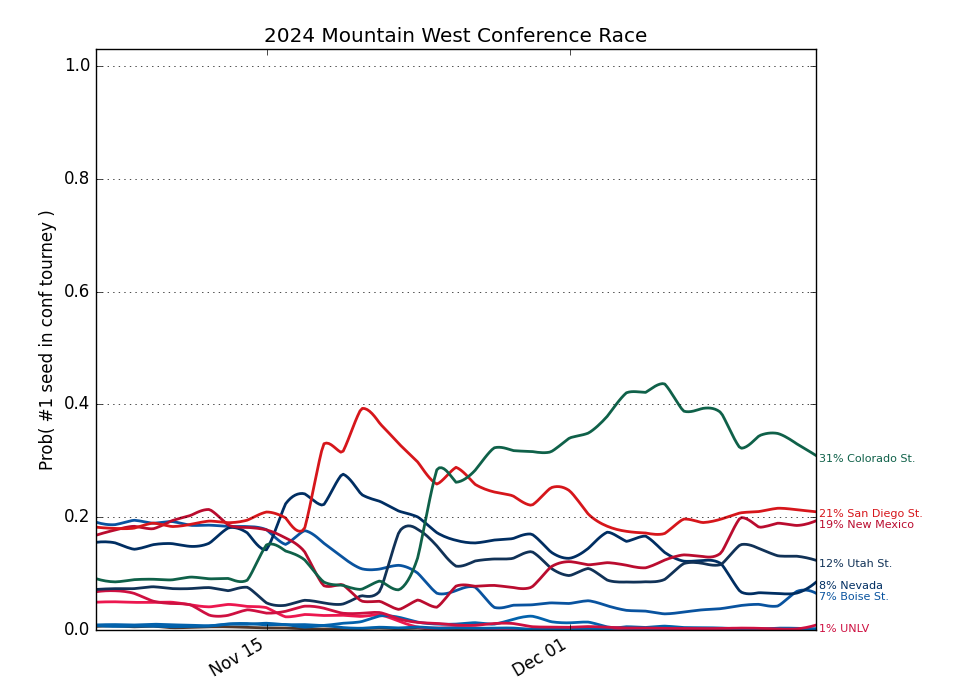 2024 Mountain West Conference Race
Prob( #1 seed in conf tourney )
1.0
0.8
0.6
0.4
0.2
0.0
Nov 15
Dec 01
31% Colorado St.
21% San Diego St.
19% New Mexico
12% Utah St.
8% Nevada
7% Boise St.
1% UNLV